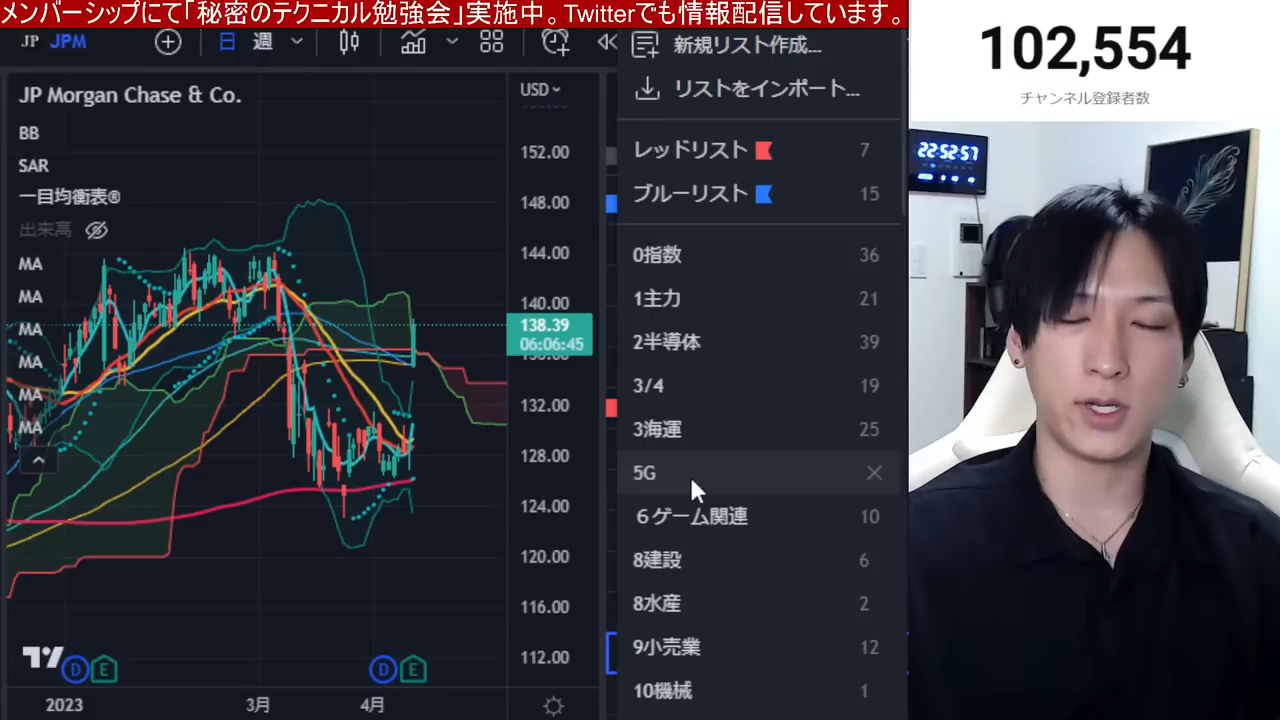 メンバーシップにて「秘密のテクニカル勉強会」実施中。Twitterでも情報配信しています。
JP JPM 日 週
JP Morgan Chase & Co.
USD
BB
SAR
一目均衡表®
出来高
MA
MA
MA
MA
MA
MA
152.00
148.00
144.00
140.00
138.39
06:06:45
132.00
128.00
124.00
120.00
116.00
112.00
D E D E
2023 3月 4月
新規リスト作成...
リストをインポート...
レッドリスト 7
ブルーリスト 15
0指数 36
1主力 21
2半導体 39
3/4 19
3海運 25
5G
６ゲーム関連 10
8建設 6
8水産 2
9小売業 12
10機械 1
102,554
チャンネル登録者数
22:52:57